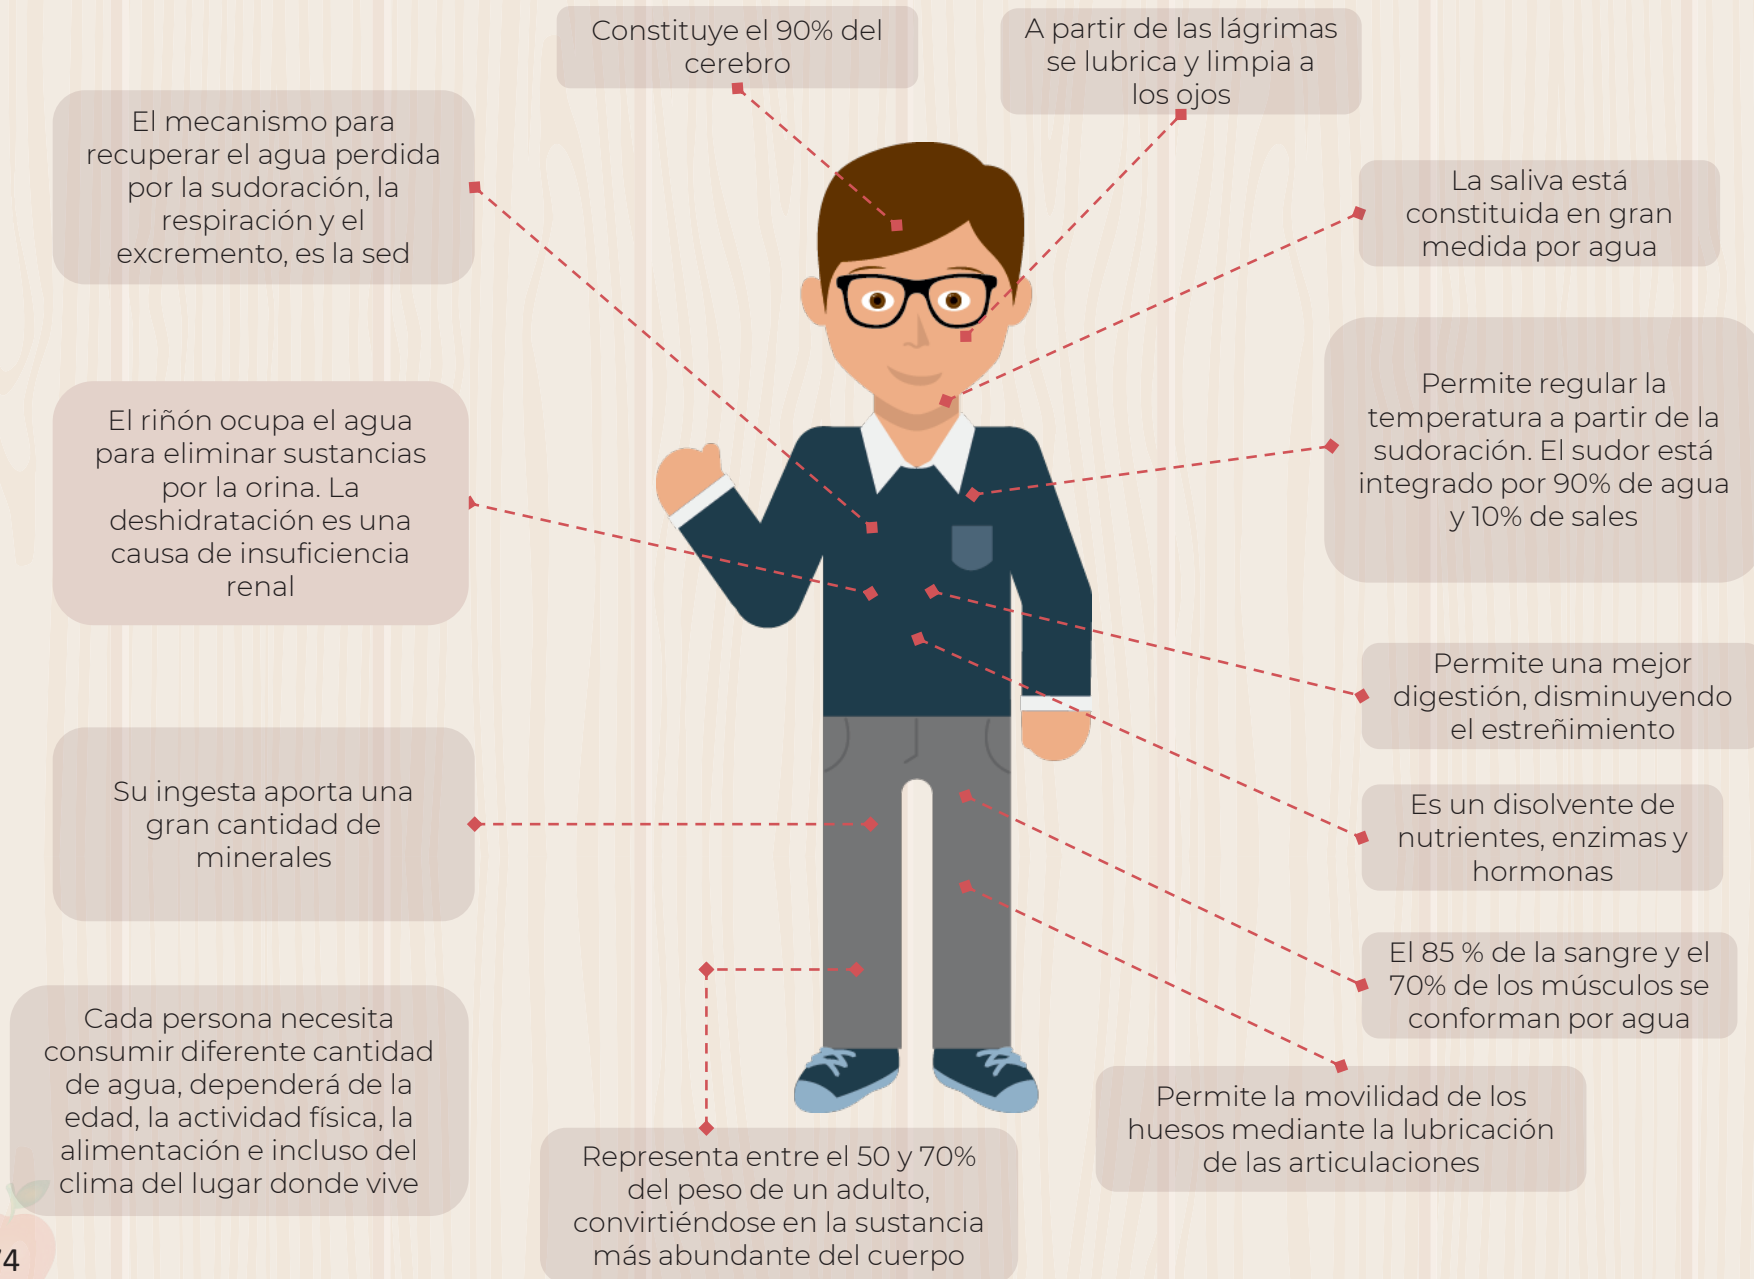 Constituye el 90% del
cerebro
A partir de las lágrimas
se lubrica y limpia a
los ojos
El mecanismo para
recuperar el agua perdida
por la sudoración, la
respiración y el
excremento, es la sed
La saliva está
constituida en gran
medida por agua
El riñón ocupa el agua
para eliminar sustancias
por la orina. La
deshidratación es una
causa de insuficiencia
renal
Permite regular la
temperatura a partir de la
sudoración. El sudor está
integrado por 90% de agua
y 10% de sales
Permite una mejor
digestión, disminuyendo
el estreñimiento
Su ingesta aporta una
gran cantidad de
minerales
Es un disolvente de
nutrientes, enzimas y
hormonas
El 85 % de la sangre y el
70% de los músculos se
conforman por agua
Cada persona necesita
consumir diferente cantidad
de agua, dependerá de la
edad, la actividad física, la
alimentación e incluso del
clima del lugar donde vive
Permite la movilidad de los
huesos mediante la lubricación
de las articulaciones
Representa entre el 50 y 70%
del peso de un adulto,
convirtiéndose en la sustancia
más abundante del cuerpo
74